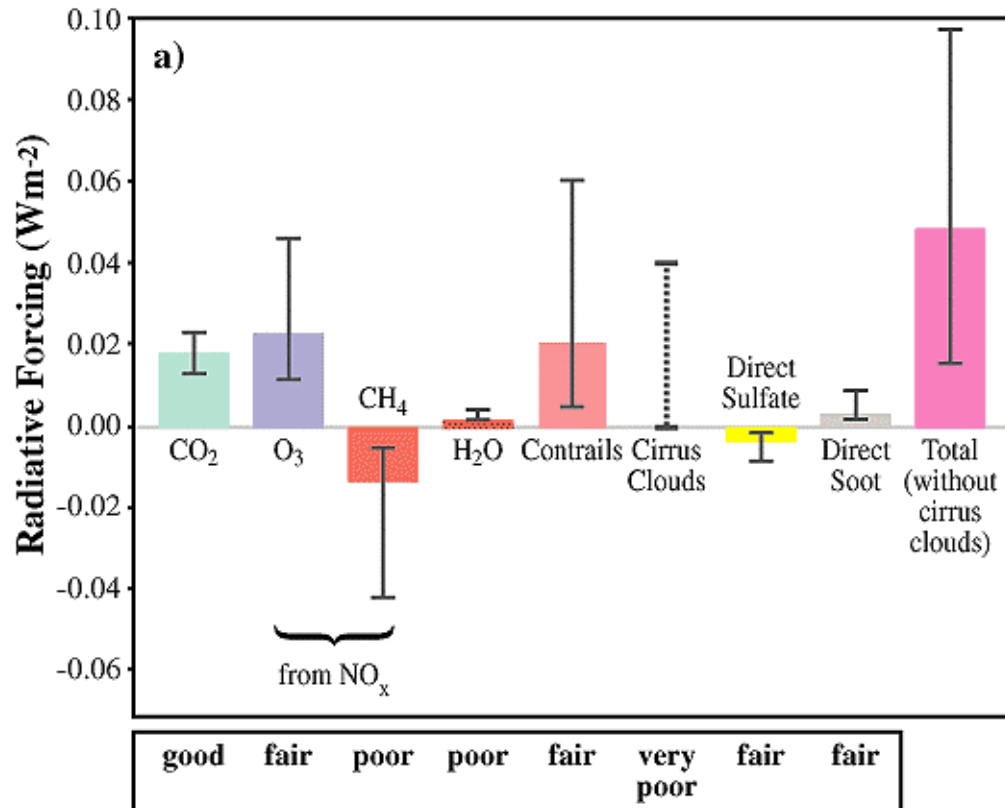 a)
Radiative Forcing (Wm-2)
0.10
0.08
0.06
0.04
0.02
0.00
-0.02
-0.04
-0.06
CO2
O3
CH4
H2O
Contrails
Cirrus
Clouds
Direct
Sulfate
Direct
Soot
Total
(without
cirrus
clouds)
from NOx
good fair poor poor fair very poor fair fair